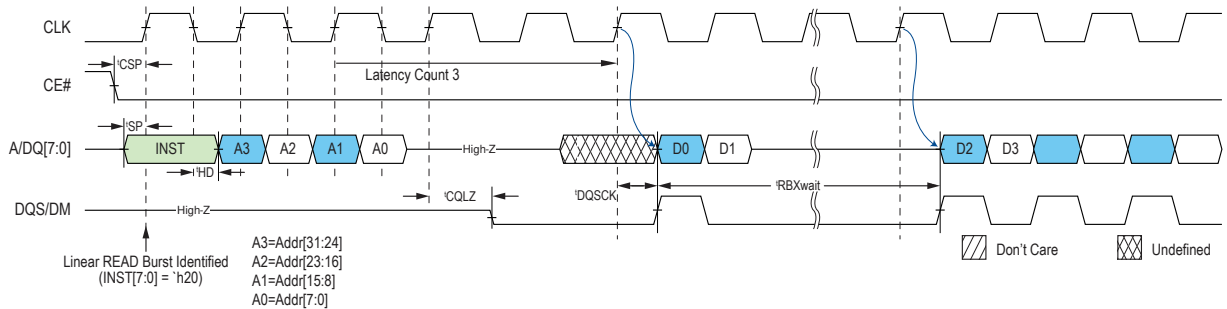 CLK
tCSP
Latency Count 3
CE#
tSP
A/DQ[7:0]
INST
A3
A2
A1
A0
High-Z
D0
D1
D2
D3
tHD
tCQLZ
tDQSCK
tRBXwait
DQS/DM
High-Z
Linear READ Burst Identified
(INST[7:0] = `h20)
A3=Addr[31:24]
A2=Addr[23:16]
A1=Addr[15:8]
A0=Addr[7:0]
Don't Care
Undefined